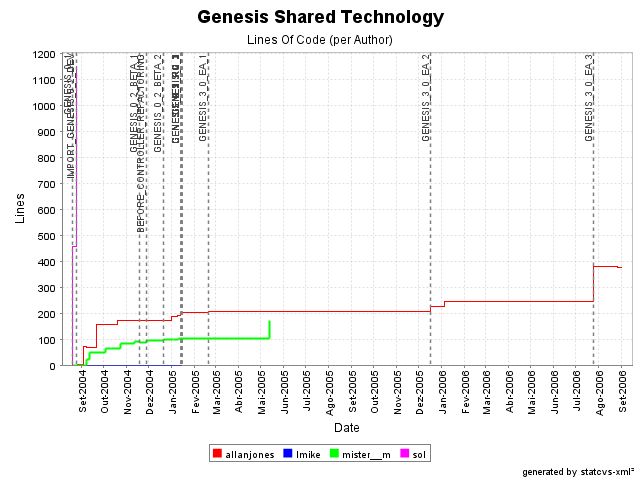 Genesis Shared Technology
Lines Of Code (per Author)
Lines
1200
1100
1000
900
800
700
600
500
400
300
200
100
0
BEFORE_CONTROLLER_REFACTORING
GENESIS_0_2_BETA_2
GENESIS_3_0_EA_1
GENESIS_3_0_EA_2
GENESIS_3_0_EA_3
Set-2004
Out-2004
Nov-2004
Dez-2004
Jan-2005
Fev-2005
Mar-2005
Abr-2005
Mai-2005
Jun-2005
Jul-2005
Ago-2005
Set-2005
Out-2005
Nov-2005
Dez-2005
Jan-2006
Fev-2006
Mar-2006
Abr-2006
Mai-2006
Jun-2006
Jul-2006
Ago-2006
Set-2006
Date
allanjones lmike mister__m sol
generated by statcvs-xml²